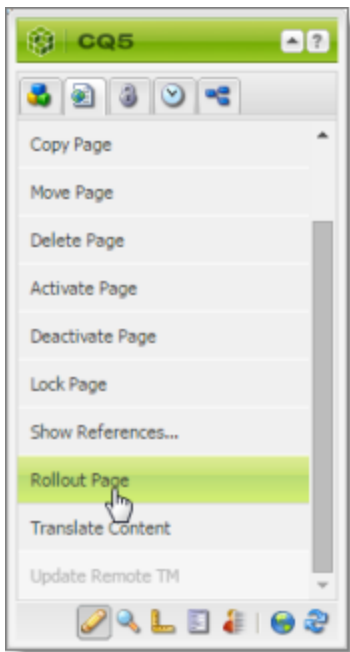 CQ5
?
Copy Page
Move Page
Delete Page
Activate Page
Deactivate Page
Lock Page
Show References...
Rollout Page
Translate Content
Update Remote TM